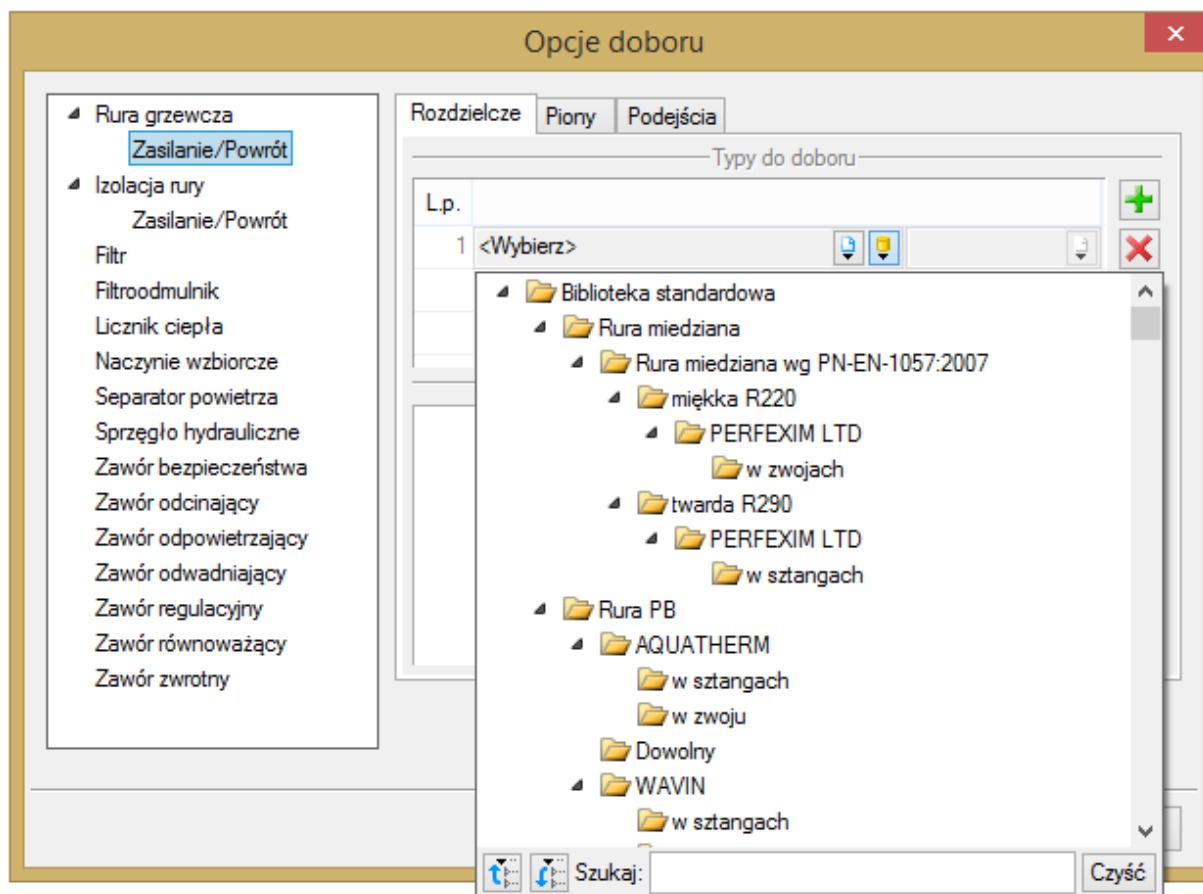 Opcje doboru
Rura grzewcza
Zasilanie/Powrót
Izolacja rury
Zasilanie/Powrót
Filtr
Filtroodmulnik
Licznik ciepła
Naczynie wzbiorcze
Separator powietrza
Sprzęgło hydrauliczne
Zawór bezpieczeństwa
Zawór odcinający
Zawór odpowietrzający
Zawór odwadniający
Zawór regulacyjny
Zawór równoważący
Zawór zwrotny
Rozdzielcze Piony Podejścia
Typy do doboru
L.p.
1 <Wybierz>
Biblioteka standardowa
Rura miedziana
Rura miedziana wg PN-EN-1057:2007
miękka R220
PERFEXIM LTD
w zwojach
twarda R290
PERFEXIM LTD
w sztangach
Rura PB
AQUATHERM
w sztangach
w zwoju
Dowolny
WAVIN
w sztangach
Szukaj: Czyść